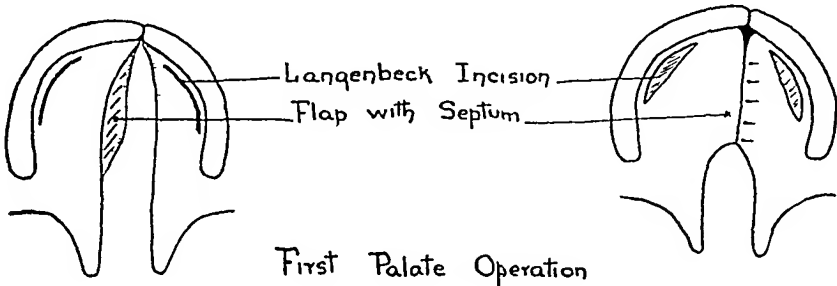 Langenbeck Incision
Flap with Septum
First Palate Operation